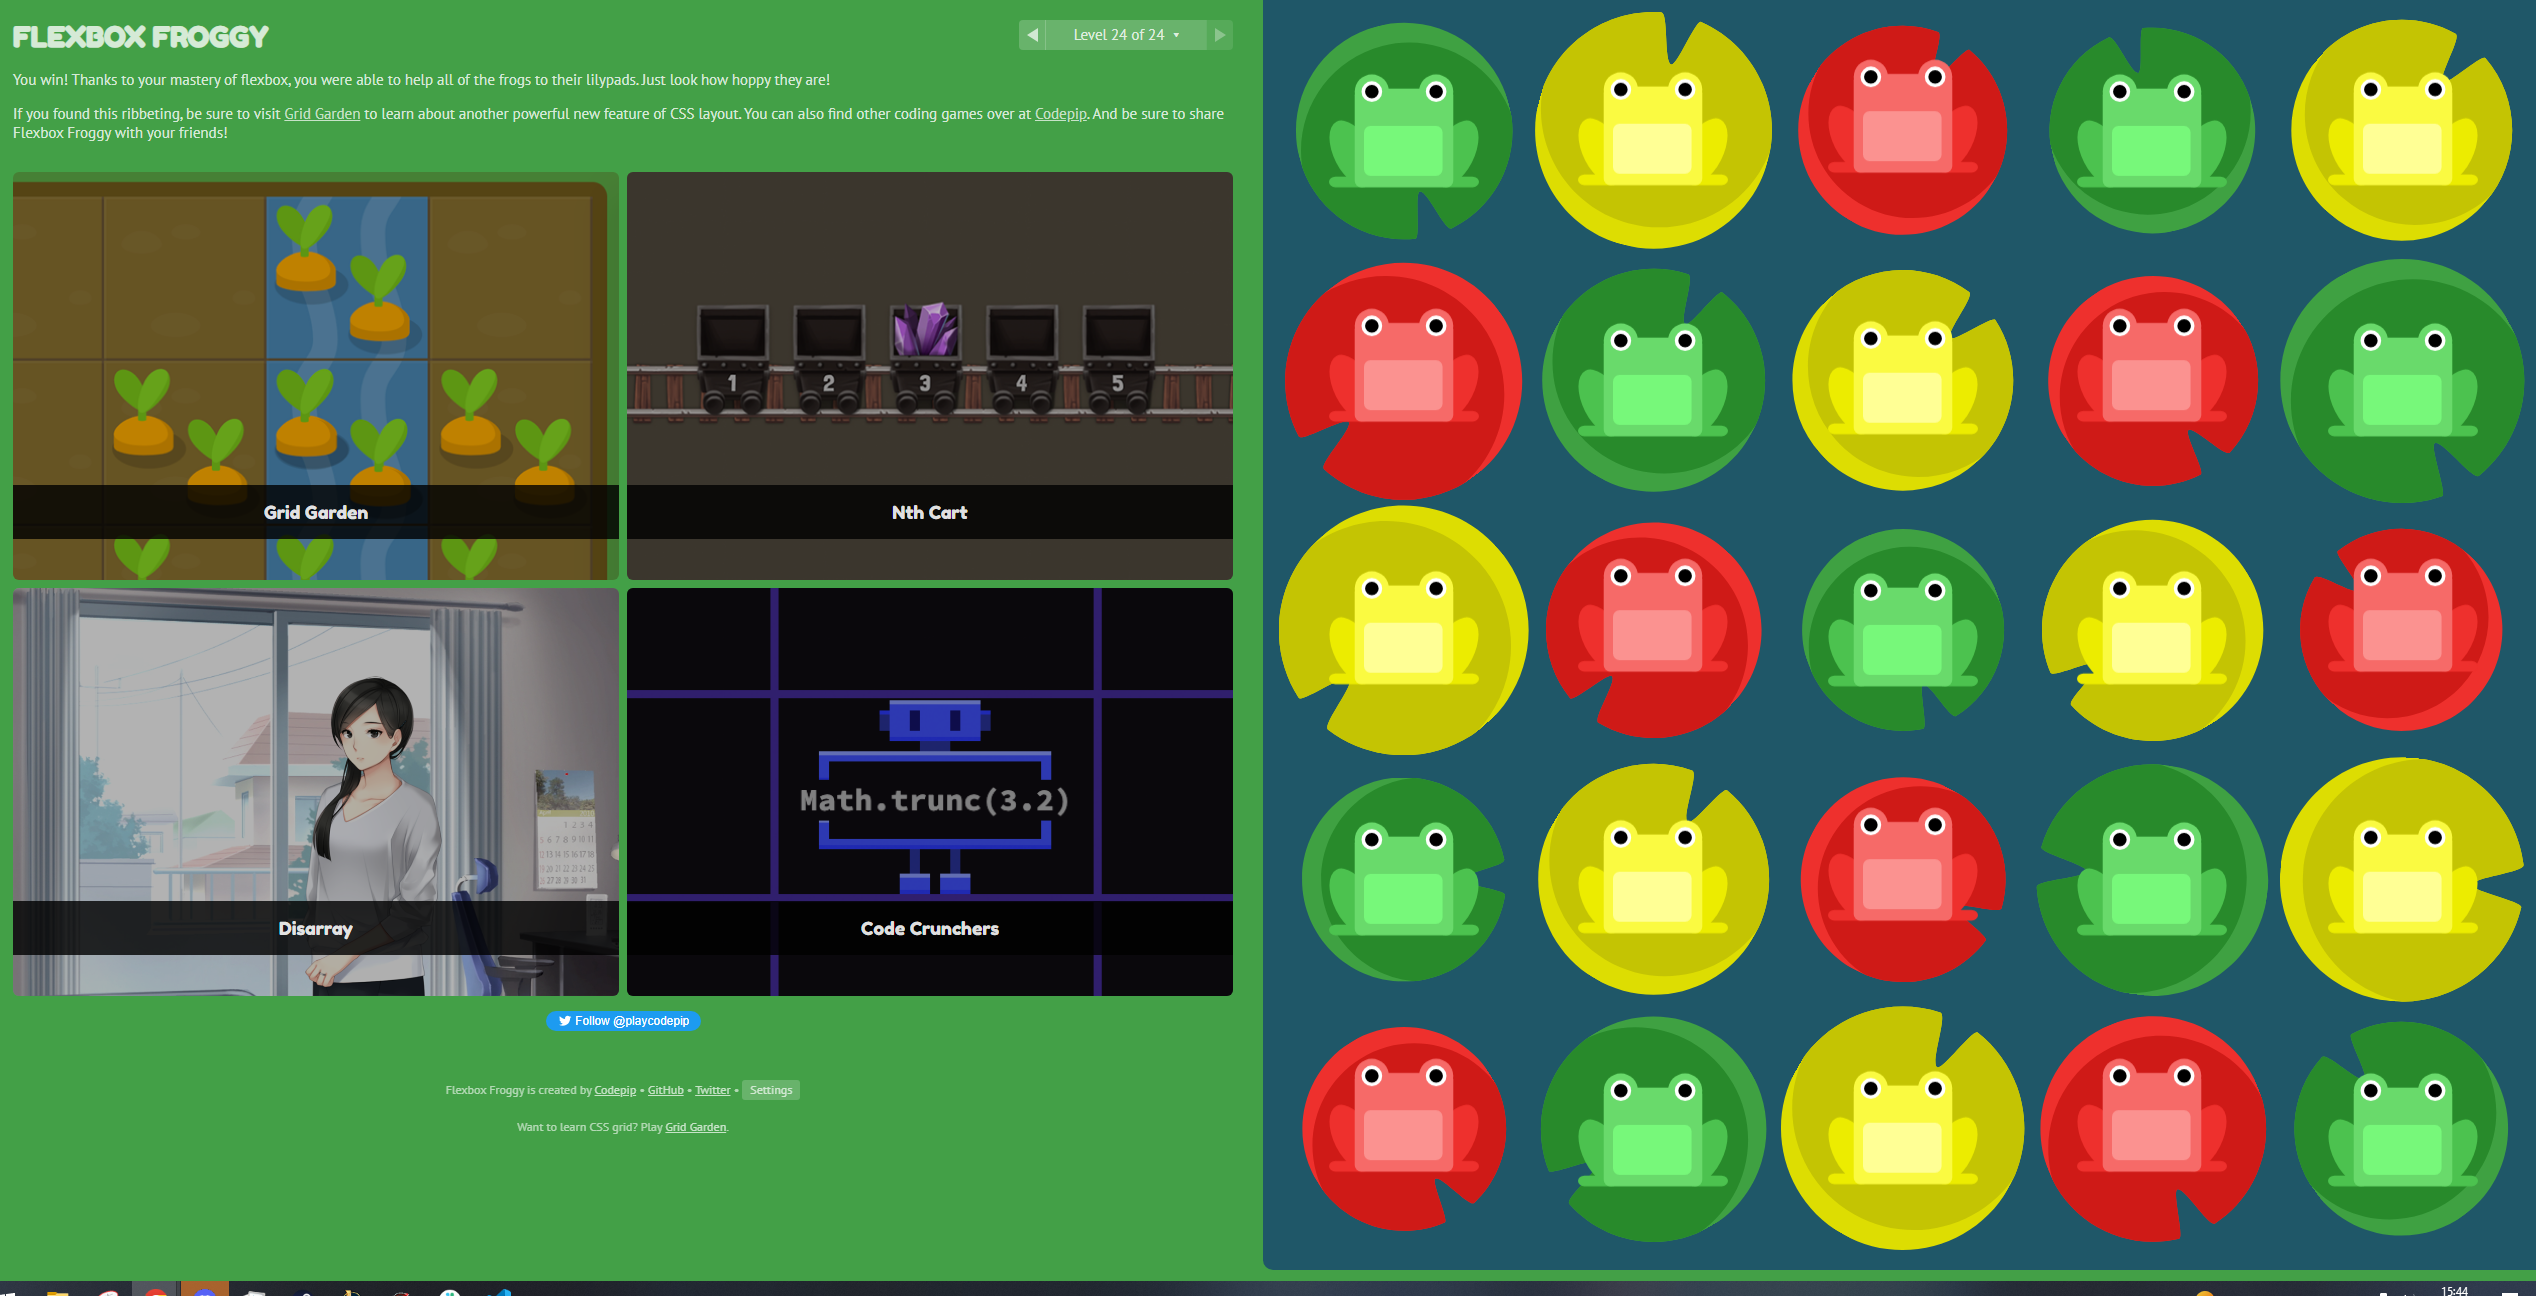 FLEXBOX FROGGY
Level 24 of 24
You win! Thanks to your mastery of flexbox, you were able to help all of the frogs to their lilypads. Just look how hoppy they are!
If you found this ribbeting, be sure to visit Grid Garden to learn about another powerful new feature of CSS layout. You can also find other coding games over at Codepip. And be sure to share
Flexbox Froggy with your friends!
1 2 3 4 5
Grid Garden
Nth Cart
Math.trunc(3.2)
Disarray
Code Crunchers
Follow @playcodepip
Flexbox Froggy is created by Codepip • GitHub • Twitter • Settings
Want to learn CSS grid? Play Grid Garden.
15:44